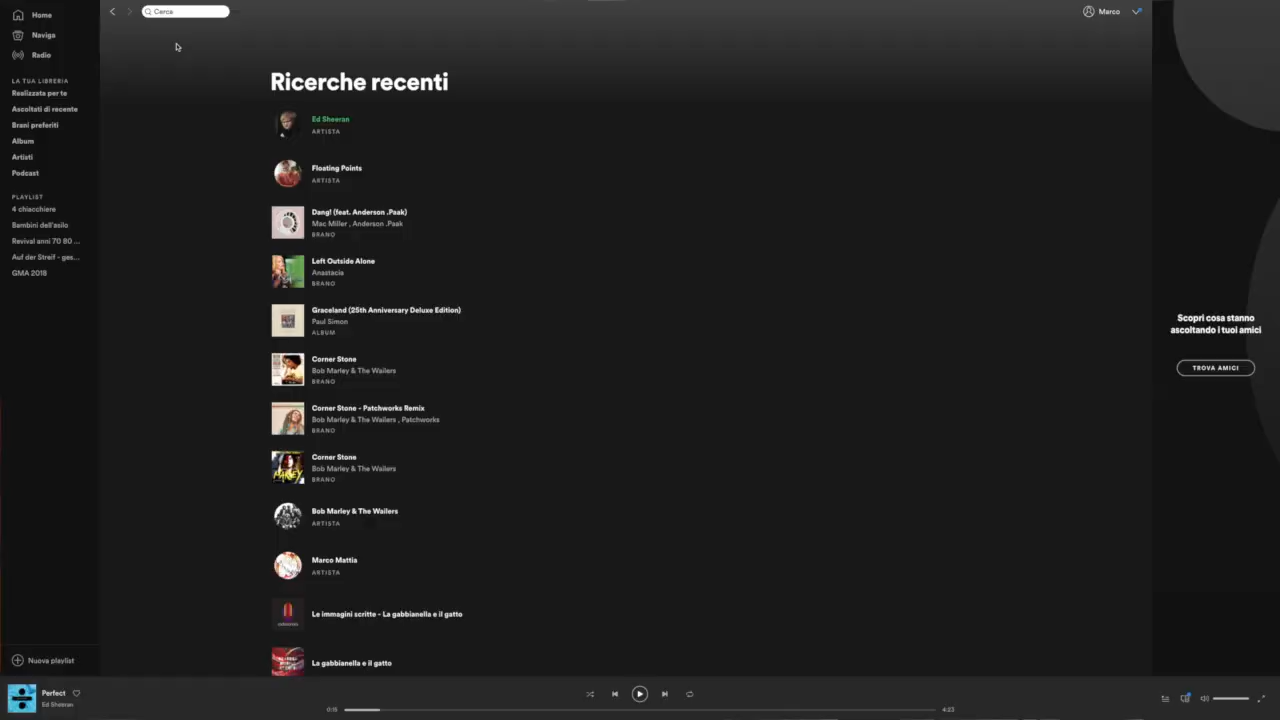 Home
Naviga
Radio
LA TUA LIBRERIA
Realizzata per te
Ascoltati di recente
Brani preferiti
Album
Artisti
Podcast
PLAYLIST
4 chiacchiere
Bambini dell'asilo
Revival anni 70 80 ...
Auf der Streif - ges...
GMA 2018
Nuova playlist
Cerca
Marco
Ricerche recenti
Ed Sheeran
ARTISTA
Floating Points
ARTISTA
Dang! (feat. Anderson .Paak)
Mac Miller , Anderson .Paak
BRANO
Left Outside Alone
Anastacia
BRANO
Graceland (25th Anniversary Deluxe Edition)
Paul Simon
ALBUM
Corner Stone
Bob Marley & The Wailers
BRANO
Corner Stone - Patchworks Remix
Bob Marley & The Wailers , Patchworks
BRANO
Corner Stone
Bob Marley & The Wailers
BRANO
Bob Marley & The Wailers
ARTISTA
Marco Mattia
ARTISTA
Le immagini scritte - La gabbianella e il gatto
La gabbianella e il gatto
Scopri cosa stanno
ascoltando i tuoi amici
TROVA AMICI
Perfect
Ed Sheeran
0:15
4:23